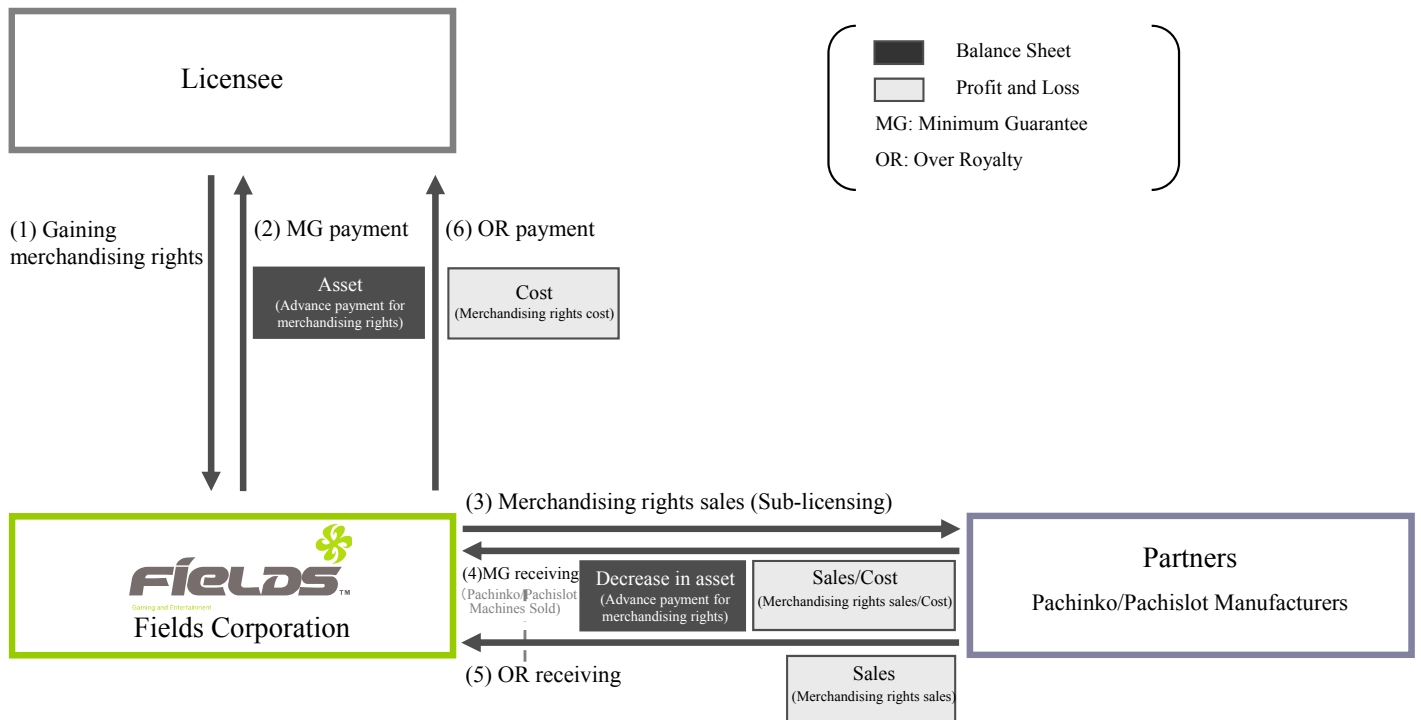 Licensee
Balance Sheet
Profit and Loss
MG: Minimum Guarantee
OR: Over Royalty
(1) Gaining
merchandising rights
(2) MG payment
(6) OR payment
Asset
(Advance payment for
merchandising rights)
Cost
(Merchandising rights cost)
(3) Merchandising rights sales (Sub-licensing)
FIELDS™
Gaming and Entertainment
Fields Corporation
(4)MG receiving
(Pachinko/Pachislot
Machines Sold)
Decrease in asset
(Advance payment for
merchandising rights)
Sales/Cost
(Merchandising rights sales/Cost)
Partners
Pachinko/Pachislot Manufacturers
(5) OR receiving
Sales
(Merchandising rights sales)